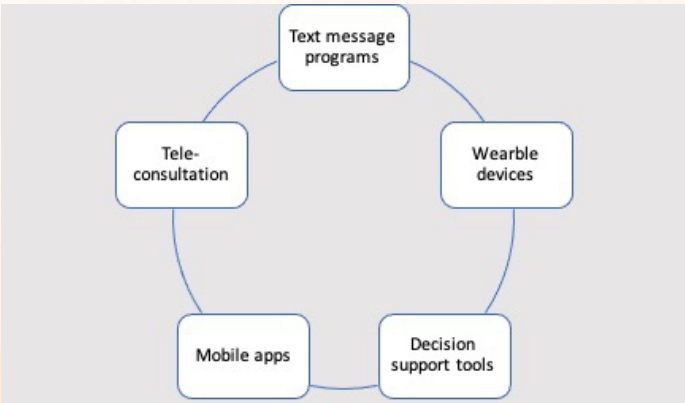 Text message
programs
Tele-
consultation
Wearble
devices
Mobile apps
Decision
support tools